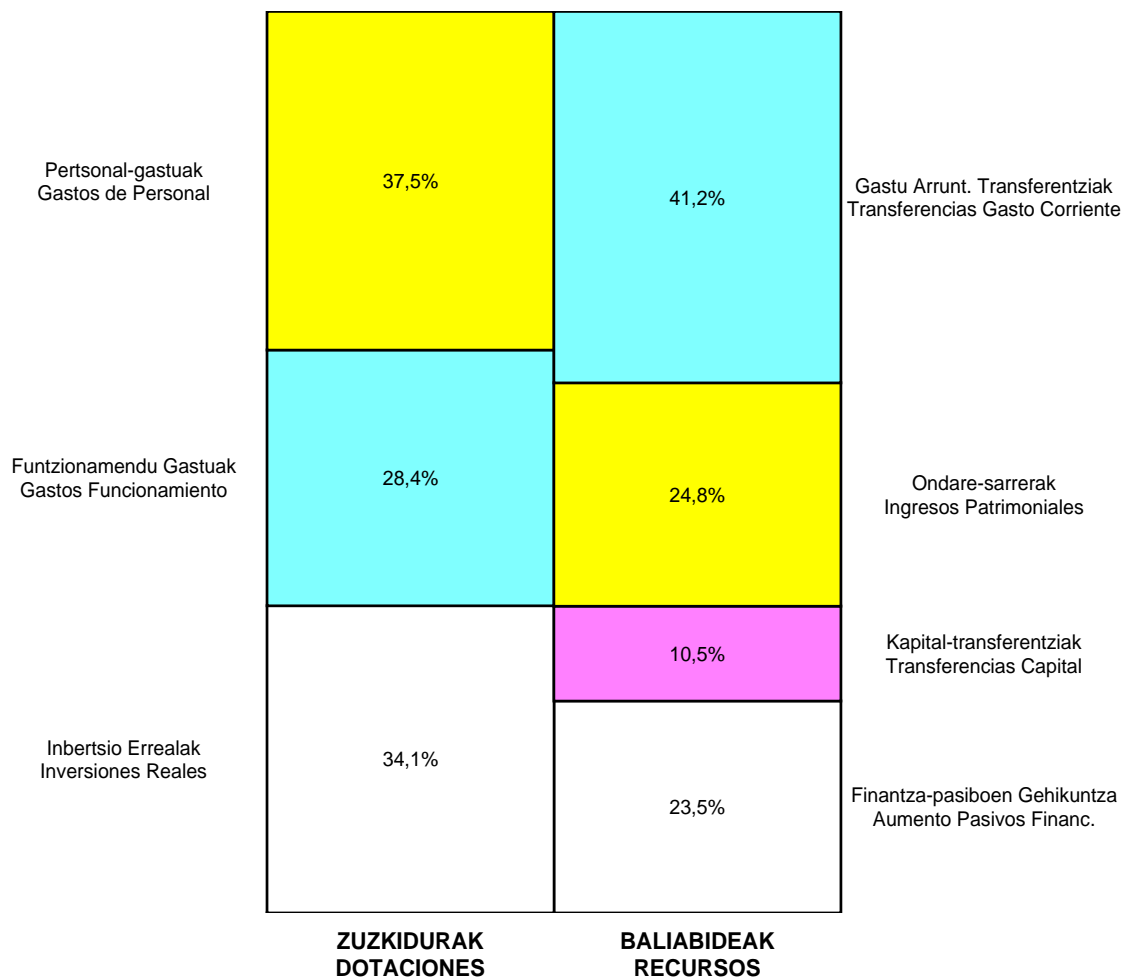 Pertsonal-gastuak
Gastos de Personal
37,5%
41,2%
Gastu Arrunt. Transferentziak
Transferencias Gasto Corriente
Funtzionamendu Gastuak
Gastos Funcionamiento
28,4%
24,8%
Ondare-sarrerak
Ingresos Patrimoniales
10,5%
Kapital-transferentziak
Transferencias Capital
Inbertsio Errealak
Inversiones Reales
34,1%
23,5%
Finantza-pasiboen Gehikuntza
Aumento Pasivos Financ.
ZUZKIDURAK
DOTACIONES
BALIABIDEAK
RECURSOS